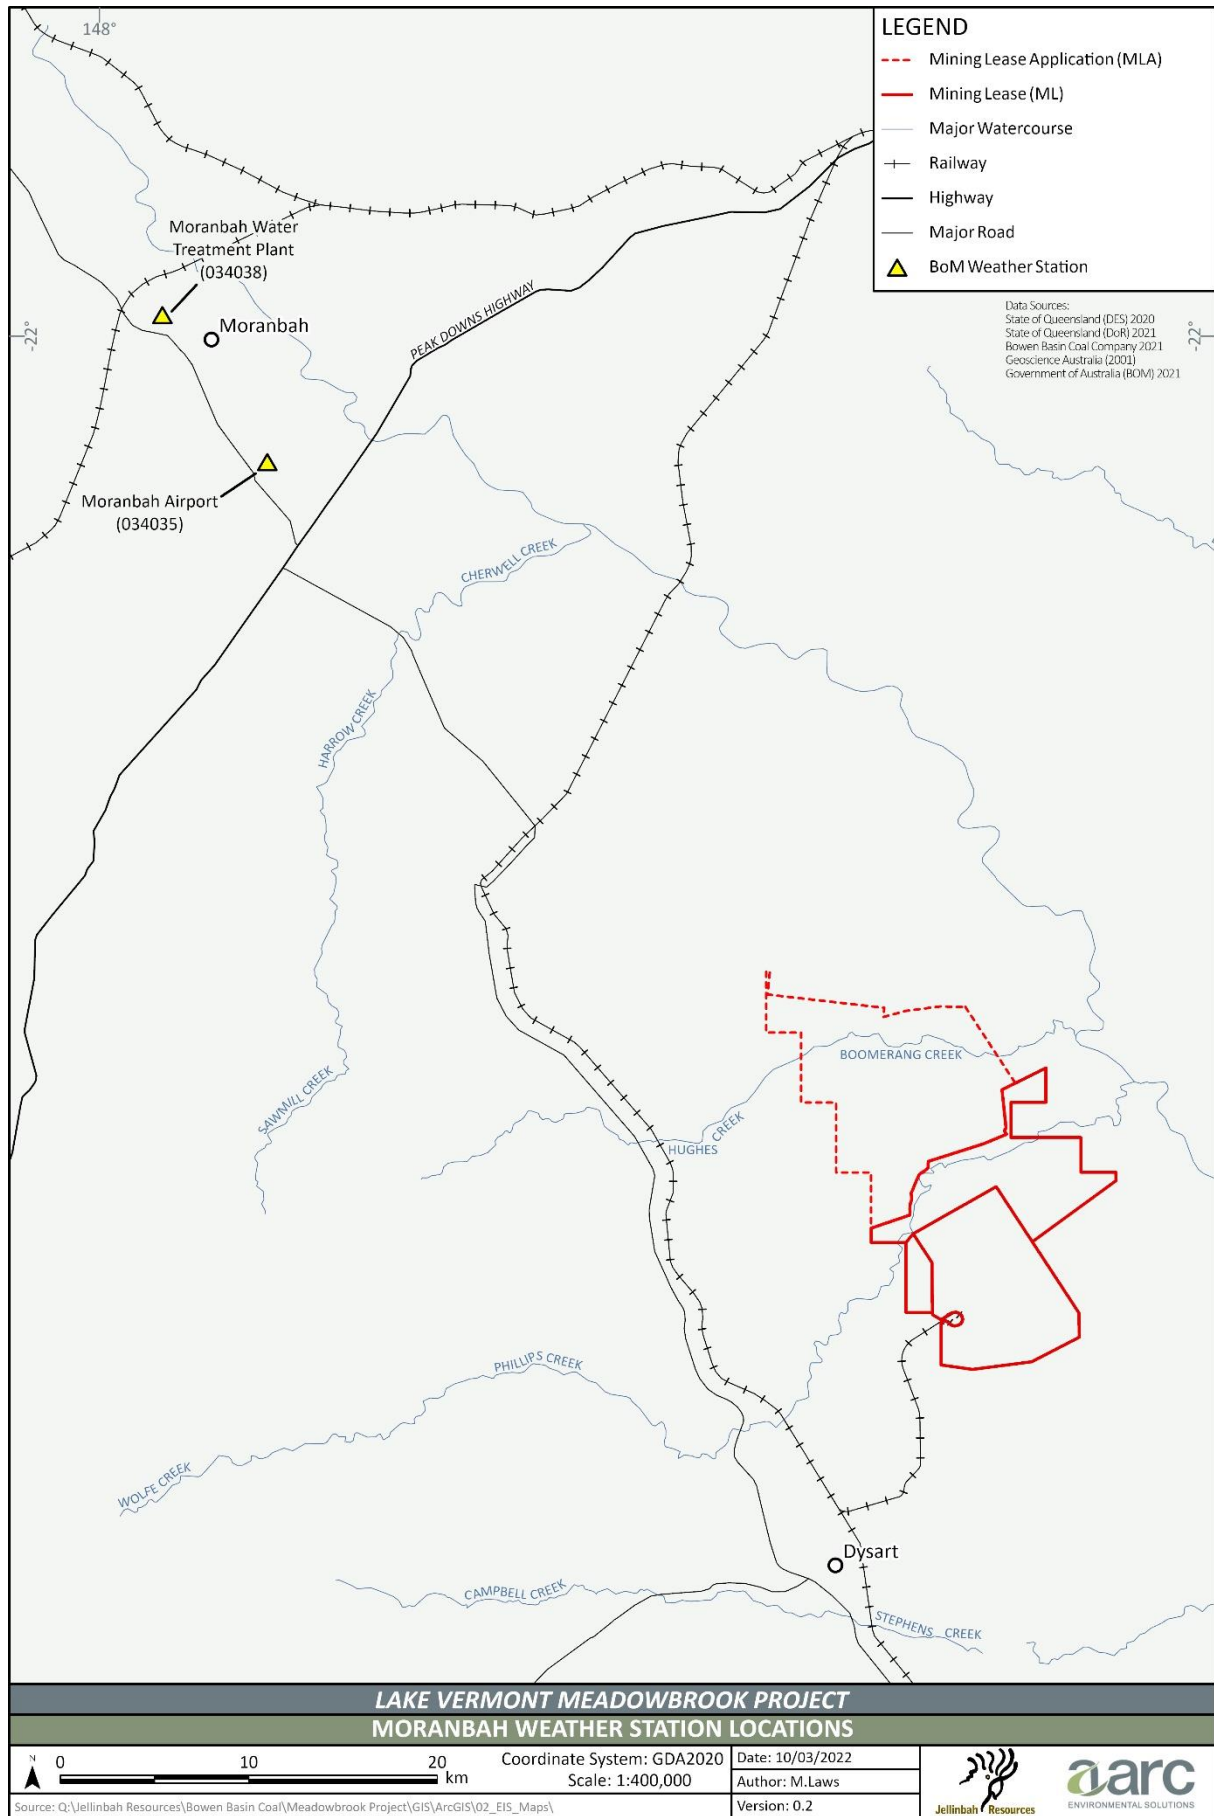 148°
LEGEND
Mining Lease Application (MLA)
Mining Lease (ML)
Major Watercourse
Railway
Highway
Major Road
BoM Weather Station
Data Sources:
State of Queensland (DES) 2020
State of Queensland (DoR) 2021
Bowen Basin Coal Company 2021
Geoscience Australia (2001)
Government of Australia (BOM) 2021
-22°
-22°
Moranbah Water
Treatment Plant
(034038)
Moranbah
PEAK DOWNS HIGHWAY
Moranbah Airport
(034035)
CHERWELL CREEK
HARROW CREEK
SAWMILL CREEK
BOOMERANG CREEK
HUGHES CREEK
PHILLIPS CREEK
WOLFE CREEK
Dysart
CAMPBELL CREEK
STEPHENS CREEK
LAKE VERMONT MEADOWBROOK PROJECT
MORANBAH WEATHER STATION LOCATIONS
N
0 10 20
km
Coordinate System: GDA2020
Scale: 1:400,000
Date: 10/03/2022
Author: M.Laws
Version: 0.2
Source: Q:\Jellinbah Resources\Bowen Basin Coal\Meadowbrook Project\GIS\ArcGIS\02_EIS_Maps\
Jellinbah Resources
aarc
ENVIRONMENTAL SOLUTIONS